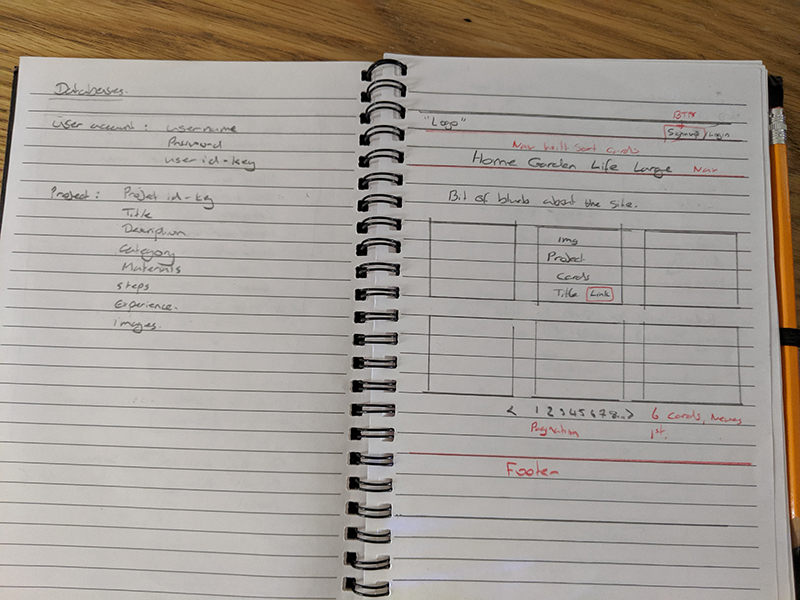 Databases.
User account : username
Password
user id-key
Project : Projet id-key
Title
Description
Category
Materials
steps
Experience.
images.
BTN
"Logo"
Signup / Login
Nav will sort cards
Home Garden Life Large Nav
Bit of blurb about the site.
img
Project
Cards
Title Link
< 1 2 3 4 5 6 7 8... > 6 cards, newest
Pagination 1st.
Footer